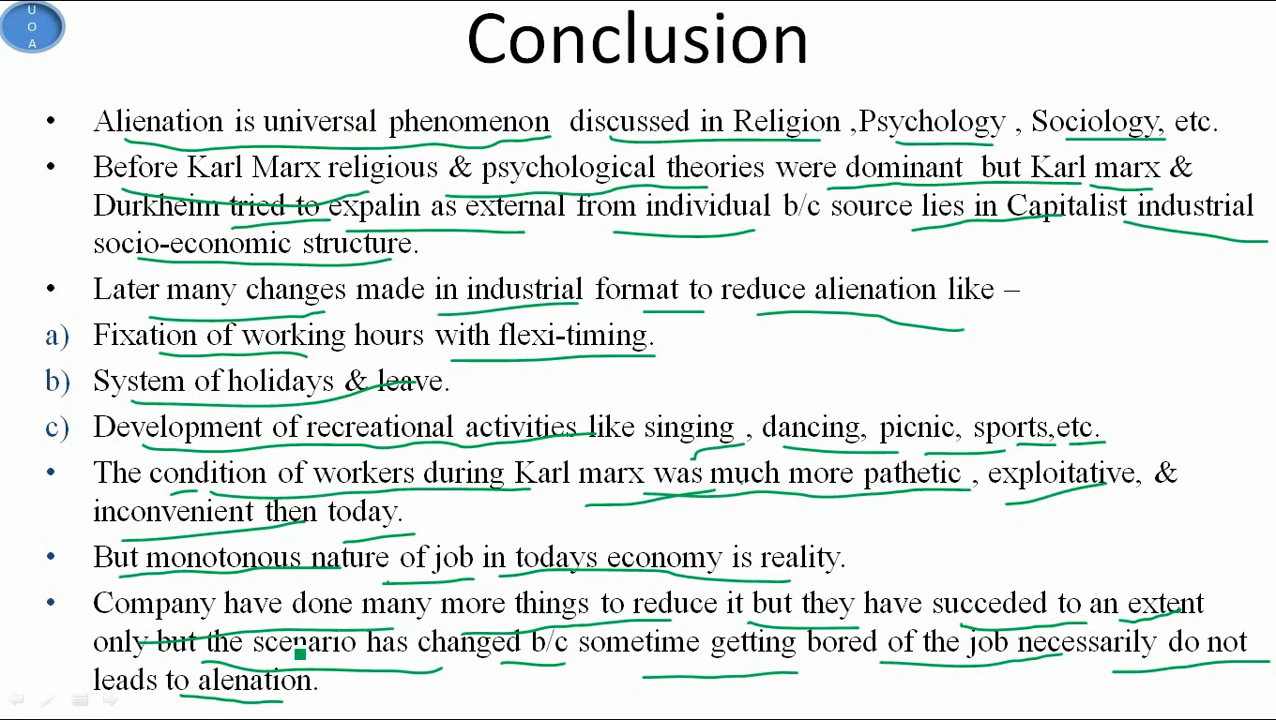 U
O
A
Conclusion
• Alienation is universal phenomenon discussed in Religion ,Psychology , Sociology, etc.
• Before Karl Marx religious & psychological theories were dominant but Karl marx &
Durkheim tried to expalin as external from individual b/c source lies in Capitalist industrial
socio-economic structure.
• Later many changes made in industrial format to reduce alienation like –
a) Fixation of working hours with flexi-timing.
b) System of holidays & leave.
c) Development of recreational activities like singing , dancing, picnic, sports,etc.
• The condition of workers during Karl marx was much more pathetic , exploitative, &
inconvenient then today.
• But monotonous nature of job in todays economy is reality.
• Company have done many more things to reduce it but they have succeded to an extent
only but the scenario has changed b/c sometime getting bored of the job necessarily do not
leads to alenation.